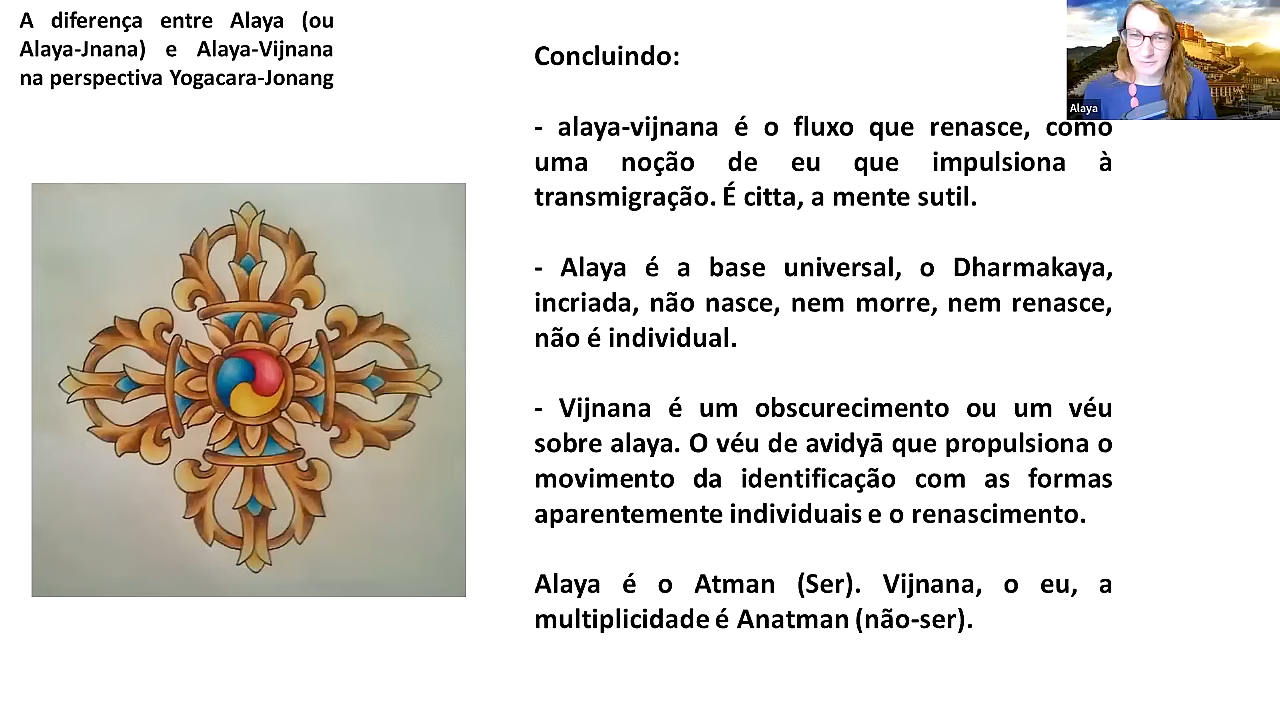 A diferença entre Alaya (ou
Alaya-Jnana) e Alaya-Vijnana
na perspectiva Yogacara-Jonang
Concluindo:
Alaya
- alaya-vijnana é o fluxo que renasce, como
uma noção de eu que impulsiona à
transmigração. É citta, a mente sutil.
- Alaya é a base universal, o Dharmakaya,
incriada, não nasce, nem morre, nem renasce,
não é individual.
- Vijnana é um obscurecimento ou um véu
sobre alaya. O véu de avidyā que propulsiona o
movimento da identificação com as formas
aparentemente individuais e o renascimento.
Alaya é o Atman (Ser). Vijnana, o eu, a
multiplicidade é Anatman (não-ser).